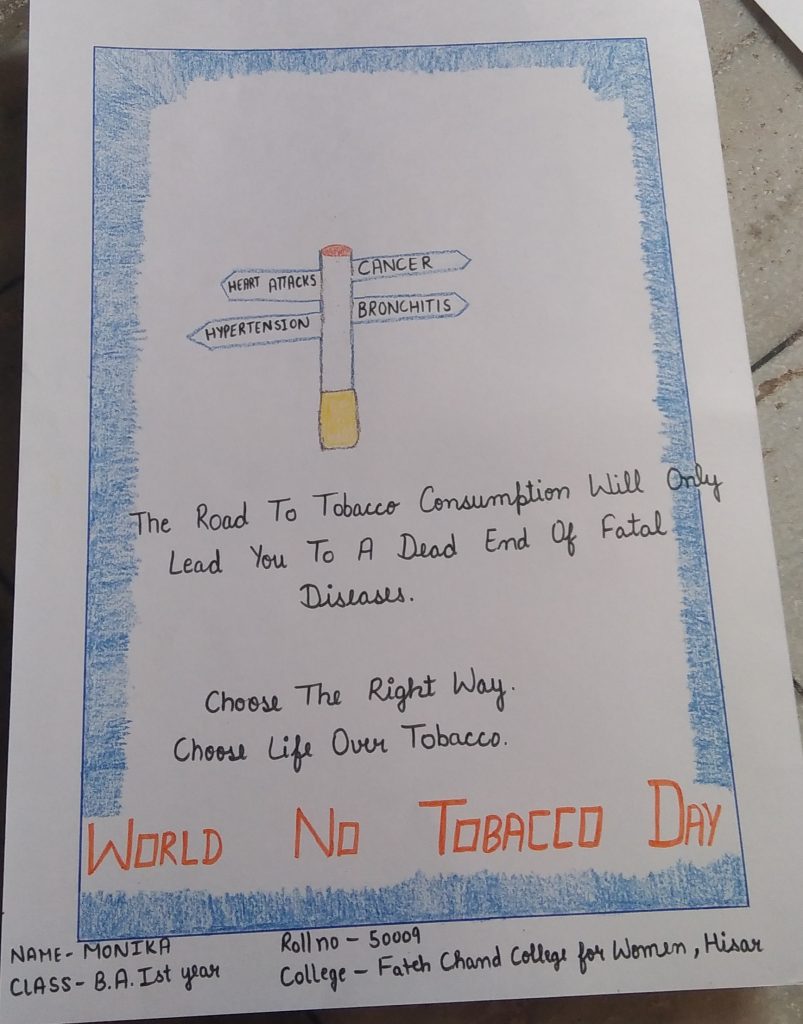 HEART ATTACKS
CANCER
HYPERTENSION
BRONCHITIS
The Road To Tobacco Consumption Will Only
Lead You To A Dead End Of Fatal
Diseases.
Choose The Right Way.
Choose Life Over Tobacco.
WORLD NO TOBACCO DAY
NAME- MONIKA
Roll no - 50009
CLASS- B.A. Ist year
College - Fateh Chand College for Women, Hisar